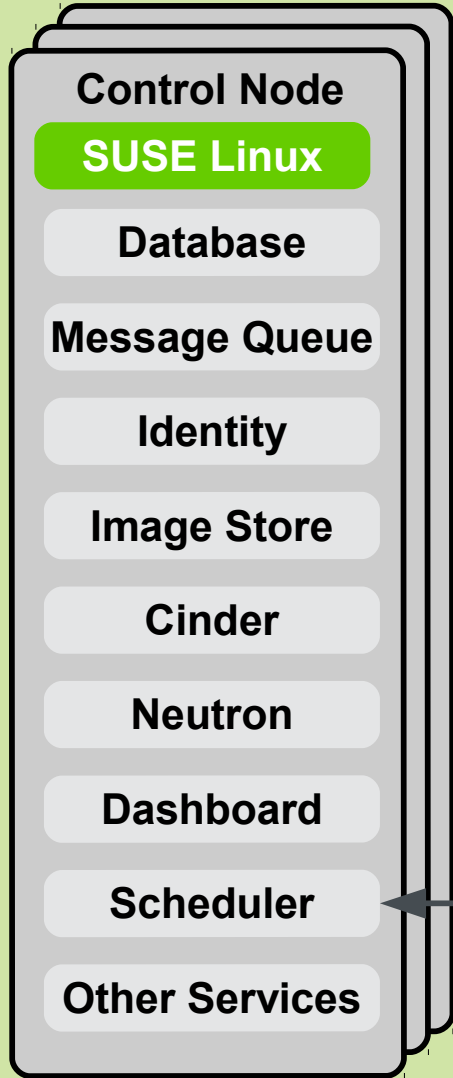 Control Node
SUSE Linux
Database
Message Queue
Identity
Image Store
Cinder
Neutron
Dashboard
Scheduler
Other Services